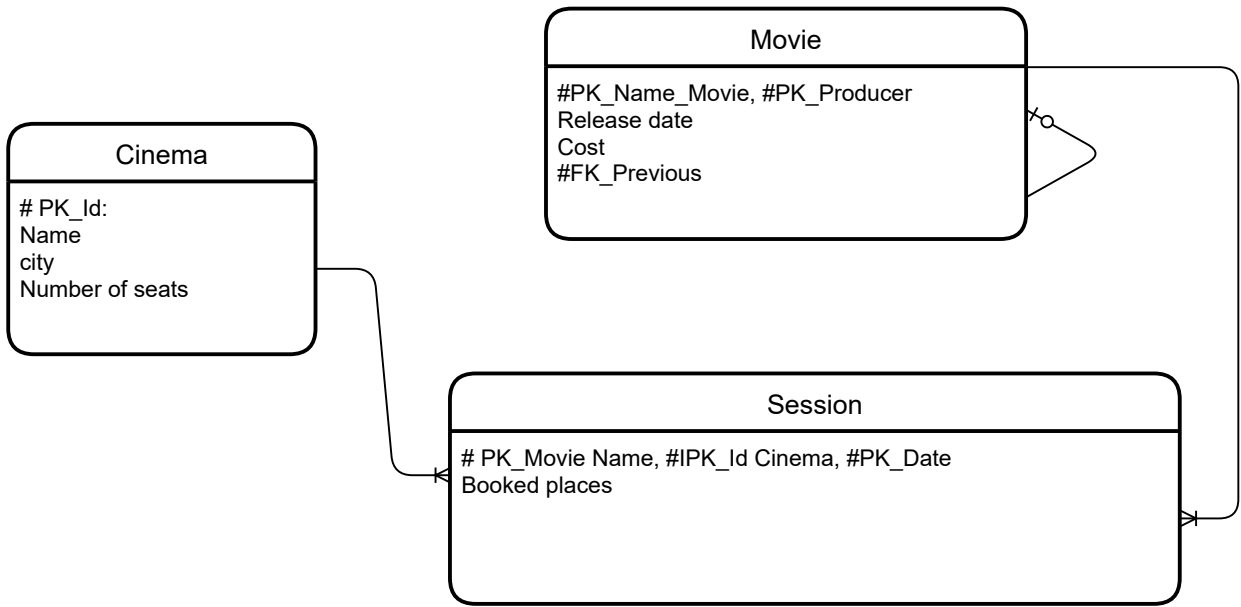 Movie
#PK_Name_Movie, #PK_Producer
Release date
Cost
#FK_Previous
Cinema
# PK_Id:
Name
city
Number of seats
Session
# PK_Movie Name, #IPK_Id Cinema, #PK_Date
Booked places